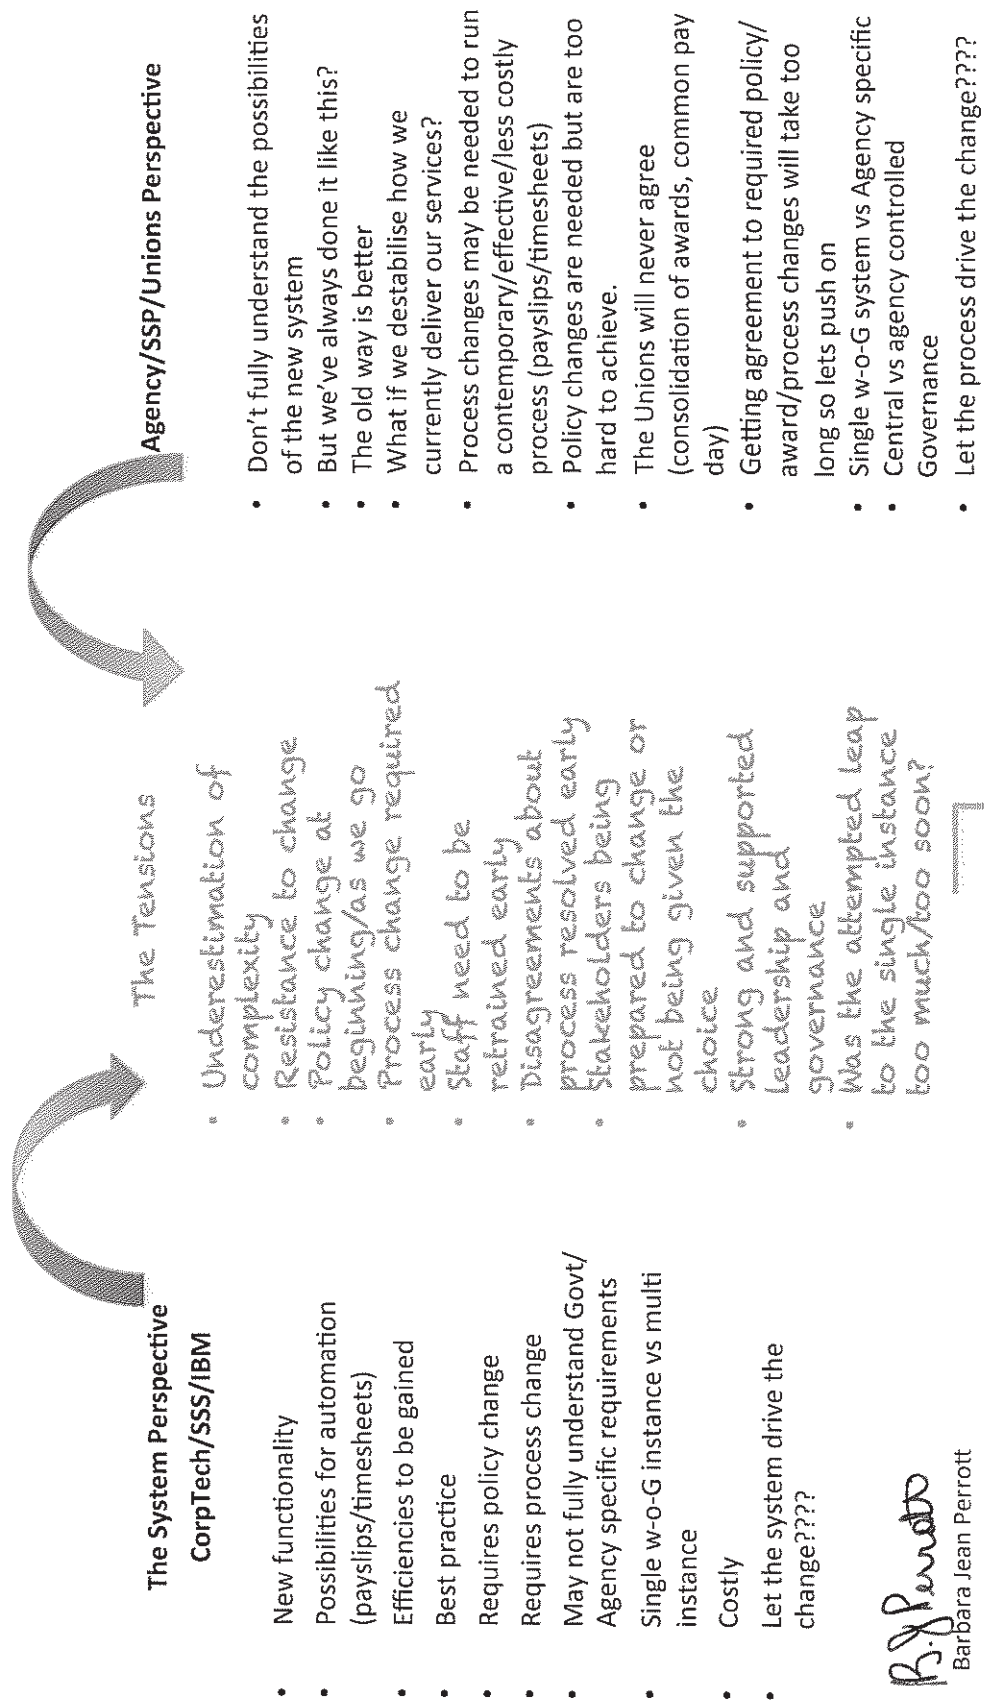 The System Perspective
CorpTech/SSS/IBM
• New functionality
• Possibilities for automation
(payslips/timesheets)
• Efficiencies to be gained
• Best practice
• Requires policy change
• Requires process change
• May not fully understand Govt/
Agency specific requirements
• Single w-o-G instance vs multi
instance
• Costly
• Let the system drive the
change????
The Tensions
• Underestimation of
complexity
• Resistance to change
• Policy change at
beginning/as we go
• Process change required
early
• Staff need to be
retrained early
• Disagreements about
process resolved early
• Stakeholders being
prepared to change or
not being given the
choice
• Strong and supported
Leadership and
governance
• Was the attempted leap
to the single instance
too much/too soon?
Agency/SSP/Unions Perspective
• Don't fully understand the possibilities
of the new system
• But we've always done it like this?
• The old way is better
• What if we destabilise how we
currently deliver our services?
• Process changes may be needed to run
a contemporary/effective/less costly
process (payslips/timesheets)
• Policy changes are needed but are too
hard to achieve.
• The Unions will never agree
(consolidation of awards, common pay
day)
• Getting agreement to required policy/
award/process changes will take too
long so lets push on
• Single w-o-G system vs Agency specific
• Central vs agency controlled
Governance
• Let the process drive the change????
B. J Perrott
Barbara Jean Perrott